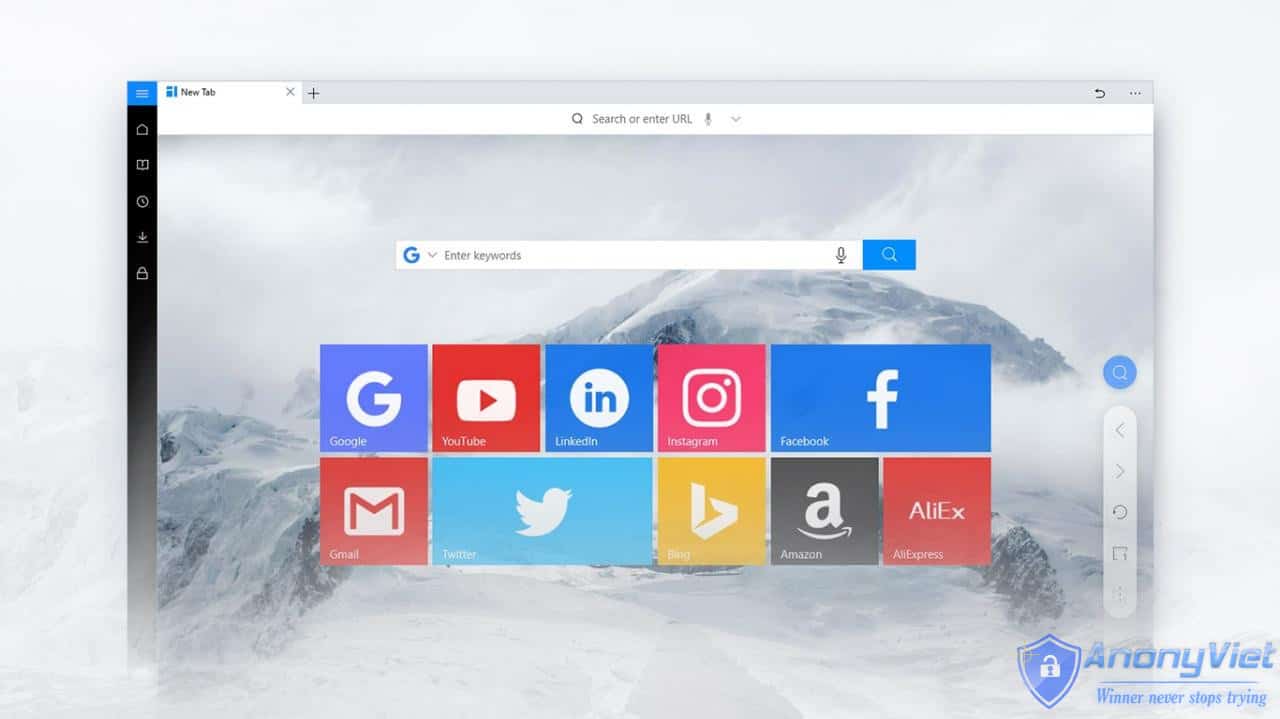 New Tab
Search or enter URL
Enter keywords
Google
YouTube
in
LinkedIn
Instagram
Facebook
Gmail
Twitter
Bing
Amazon
AliEx
AliExpress
AnonyViet
Winner never stops trying